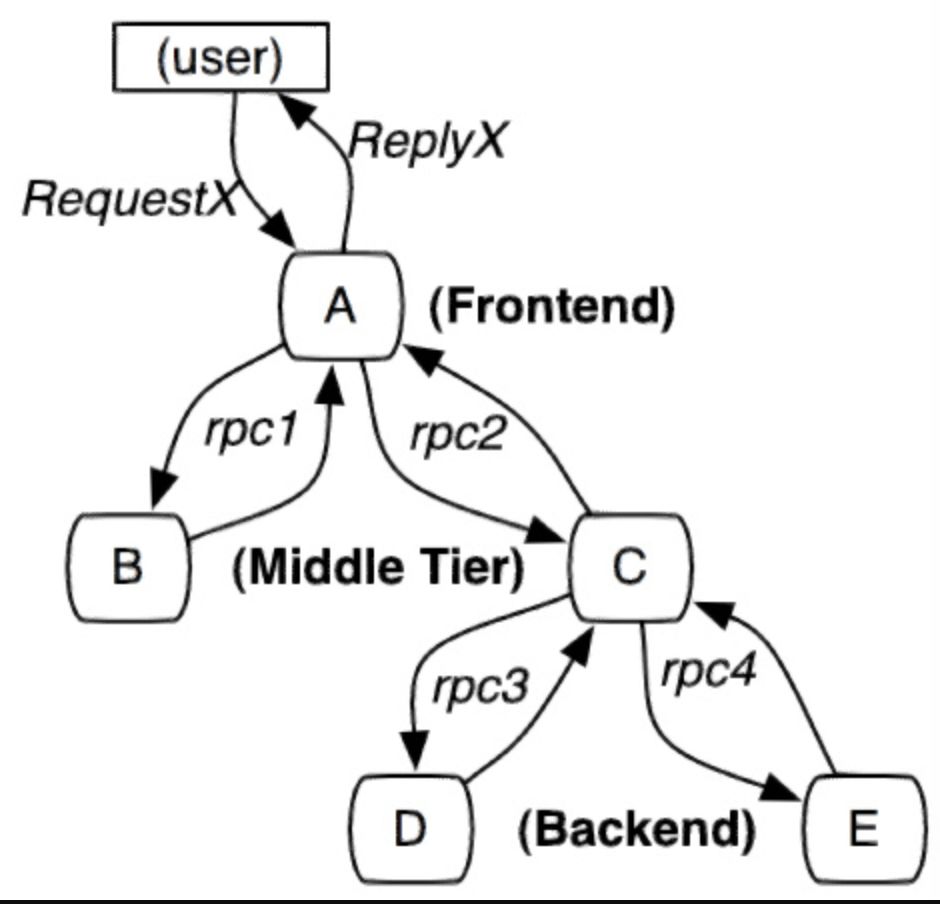 (user)
ReplyX
RequestX
A
(Frontend)
rpc1
rpc2
B
(Middle Tier)
C
rpc3
rpc4
D
(Backend)
E